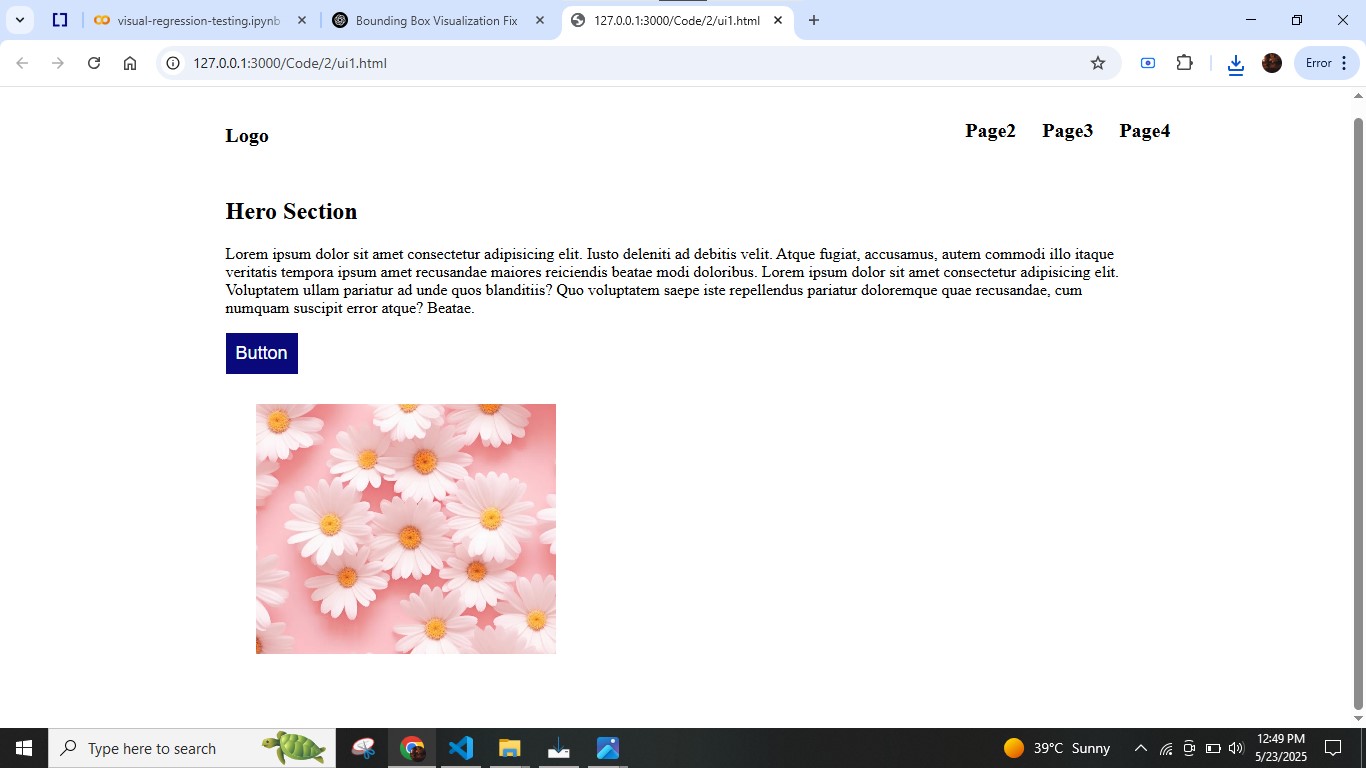 visual-regression-testing.ipynb
Bounding Box Visualization Fix
127.0.0.1:3000/Code/2/ui1.html
127.0.0.1:3000/Code/2/ui1.html
Error
Logo
Page2 Page3 Page4
Hero Section
Lorem ipsum dolor sit amet consectetur adipisicing elit. Iusto deleniti ad debitis velit. Atque fugiat, accusamus, autem commodi illo itaque
veritatis tempora ipsum amet recusandae maiores reiciendis beatae modi doloribus. Lorem ipsum dolor sit amet consectetur adipisicing elit.
Voluptatem ullam pariatur ad unde quos blanditiis? Quo voluptatem saepe iste repellendus pariatur doloremque quae recusandae, cum
numquam suscipit error atque? Beatae.
Button
Type here to search
39°C Sunny
12:49 PM
5/23/2025